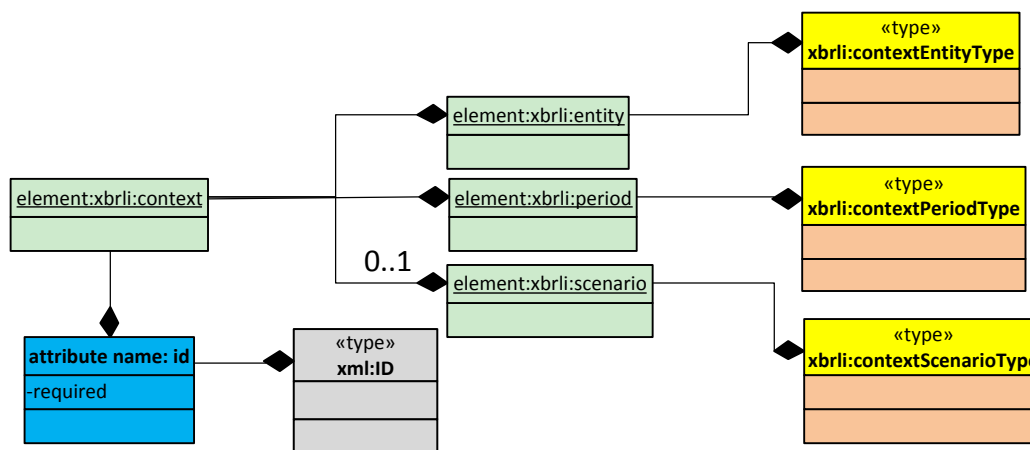 «type»
xbrli:contextEntityType
element:xbrli:entity
element:xbrli:context
element:xbrli:period
«type»
xbrli:contextPeriodType
0..1
element:xbrli:scenario
attribute name: id
-required
«type»
xml:ID
«type»
xbrli:contextScenarioType